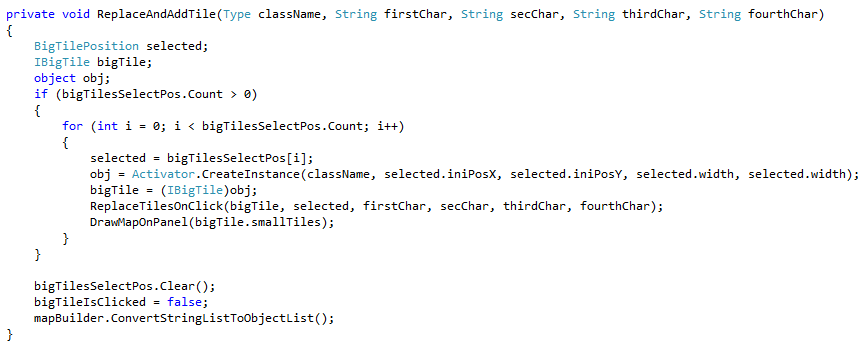 private void ReplaceAndAddTile(Type className, String firstChar, String secChar, String thirdChar, String fourthChar)
{
    BigTilePosition selected;
    IBigTile bigTile;
    object obj;
    if (bigTilesSelectPos.Count > 0)
    {
        for (int i = 0; i < bigTilesSelectPos.Count; i++)
        {
            selected = bigTilesSelectPos[i];
            obj = Activator.CreateInstance(className, selected.iniPosX, selected.iniPosY, selected.width, selected.width);
            bigTile = (IBigTile)obj;
            ReplaceTilesOnClick(bigTile, selected, firstChar, secChar, thirdChar, fourthChar);
            DrawMapOnPanel(bigTile.smallTiles);
        }
    }

    bigTilesSelectPos.Clear();
    bigTileIsClicked = false;
    mapBuilder.ConvertStringListToObjectList();
}